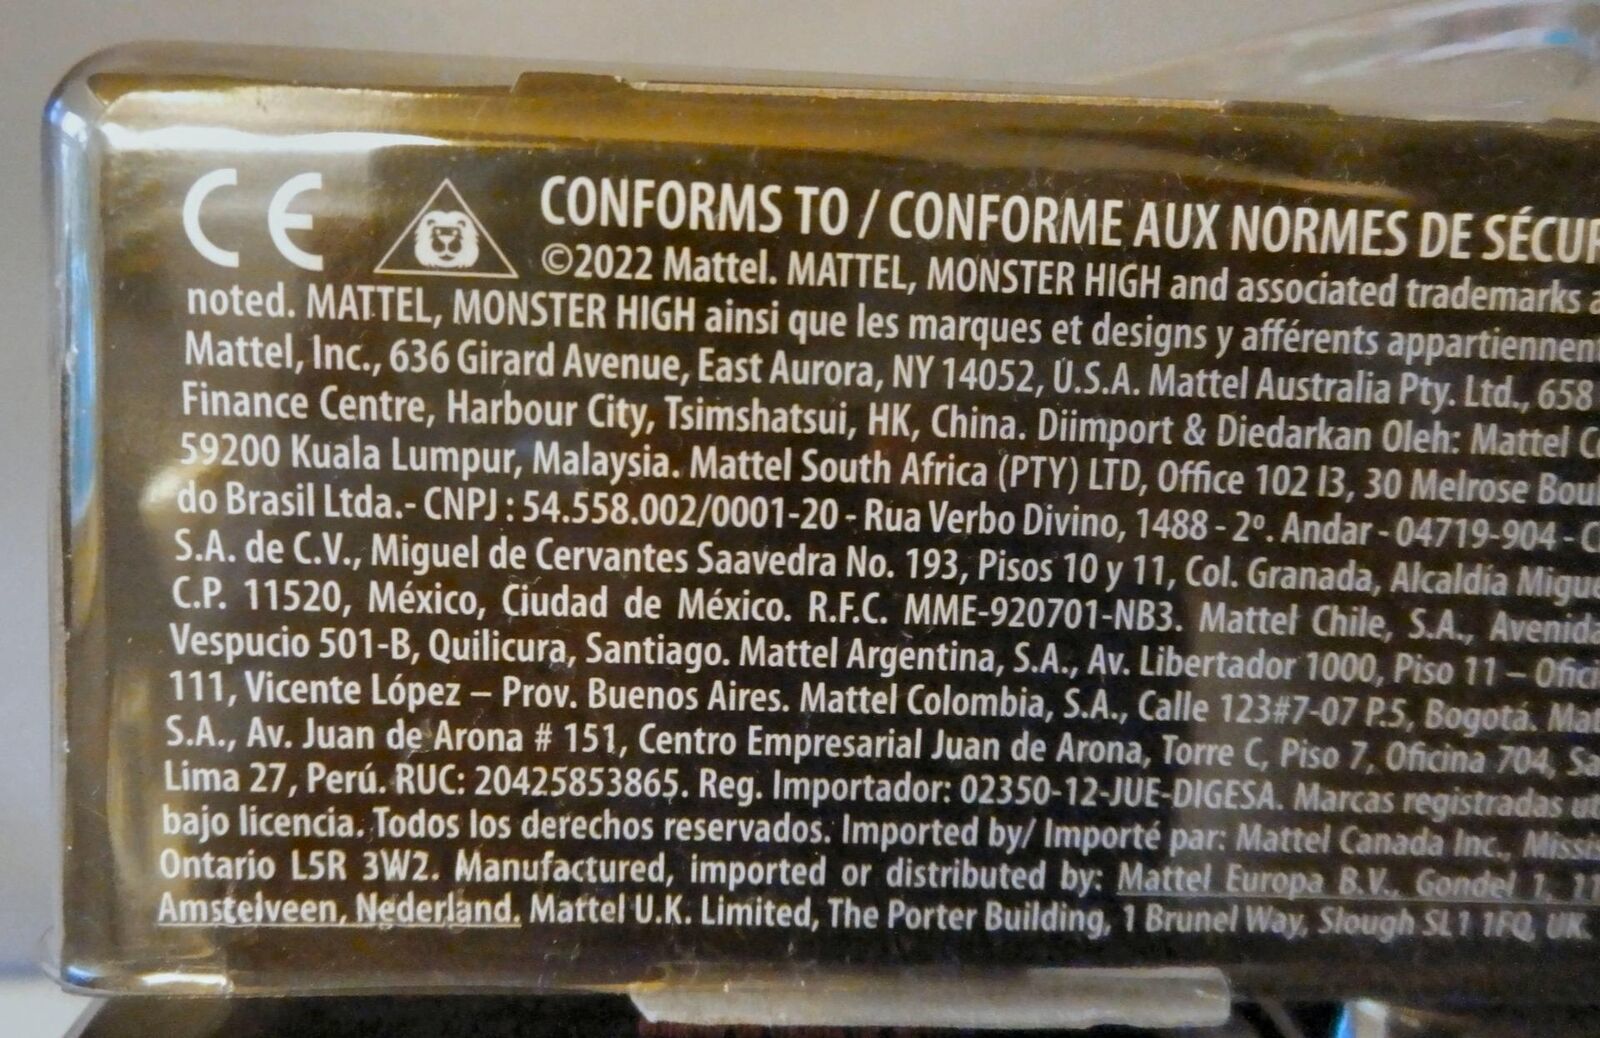 CE CONFORMS TO / CONFORME AUX NORMES DE SÉCUR
©2022 Mattel. MATTEL, MONSTER HIGH and associated trademarks a
noted. MATTEL, MONSTER HIGH ainsi que les marques et designs y afférents appartiennent
Mattel, Inc., 636 Girard Avenue, East Aurora, NY 14052, U.S.A. Mattel Australia Pty. Ltd., 658
Finance Centre, Harbour City, Tsimshatsui, HK, China. Diimport & Diedarkan Oleh: Mattel C
59200 Kuala Lumpur, Malaysia. Mattel South Africa (PTY) LTD, Office 102 I3, 30 Melrose Boul
do Brasil Ltda.- CNPJ : 54.558.002/0001-20 - Rua Verbo Divino, 1488 - 2º. Andar - 04719-904 - C
S.A. de C.V., Miguel de Cervantes Saavedra No. 193, Pisos 10 y 11, Col. Granada, Alcaldía Migue
C.P. 11520, México, Ciudad de México. R.F.C. MME-920701-NB3. Mattel Chile, S.A., Avenida
Vespucio 501-B, Quilicura, Santiago. Mattel Argentina, S.A., Av. Libertador 1000, Piso 11 – Ofici
111, Vicente López – Prov. Buenos Aires. Mattel Colombia, S.A., Calle 123#7-07 P.5, Bogotá. Mat
S.A., Av. Juan de Arona # 151, Centro Empresarial Juan de Arona, Torre C, Piso 7, Oficina 704, Sa
Lima 27, Perú. RUC: 20425853865. Reg. Importador: 02350-12-JUE-DIGESA. Marcas registradas ut
bajo licencia. Todos los derechos reservados. Imported by/ Importé par: Mattel Canada Inc., Missis
Ontario L5R 3W2. Manufactured, imported or distributed by: Mattel Europa B.V., Gondel 1, 11
Amstelveen, Nederland. Mattel U.K. Limited, The Porter Building, 1 Brunel Way, Slough SL1 1FQ, UK.